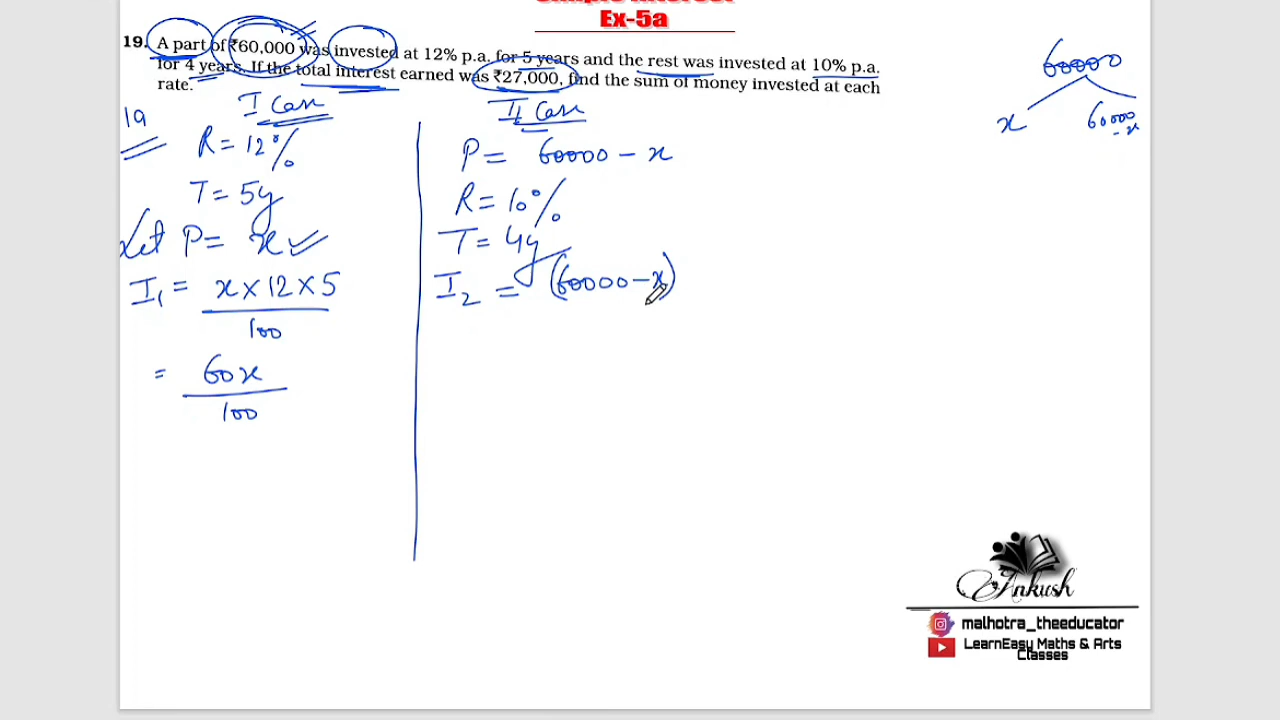 Ex-5a
19. A part of ₹60,000 was invested at 12% p.a. for 5 years and the rest was invested at 10% p.a.
for 4 years. If the total interest earned was ₹27,000, find the sum of money invested at each
rate.
60000
x 60000
- x
19
I Case
R = 12%
T = 5y
Let P = x ✓
I₁ = x × 12 × 5
100
= 60x
100
II Case
P = 60000 - x
R = 10%
T = 4y
I₂ = (60000 - x)
Ankush
malhotra_theeducator
LearnEasy Maths & Arts
Classes